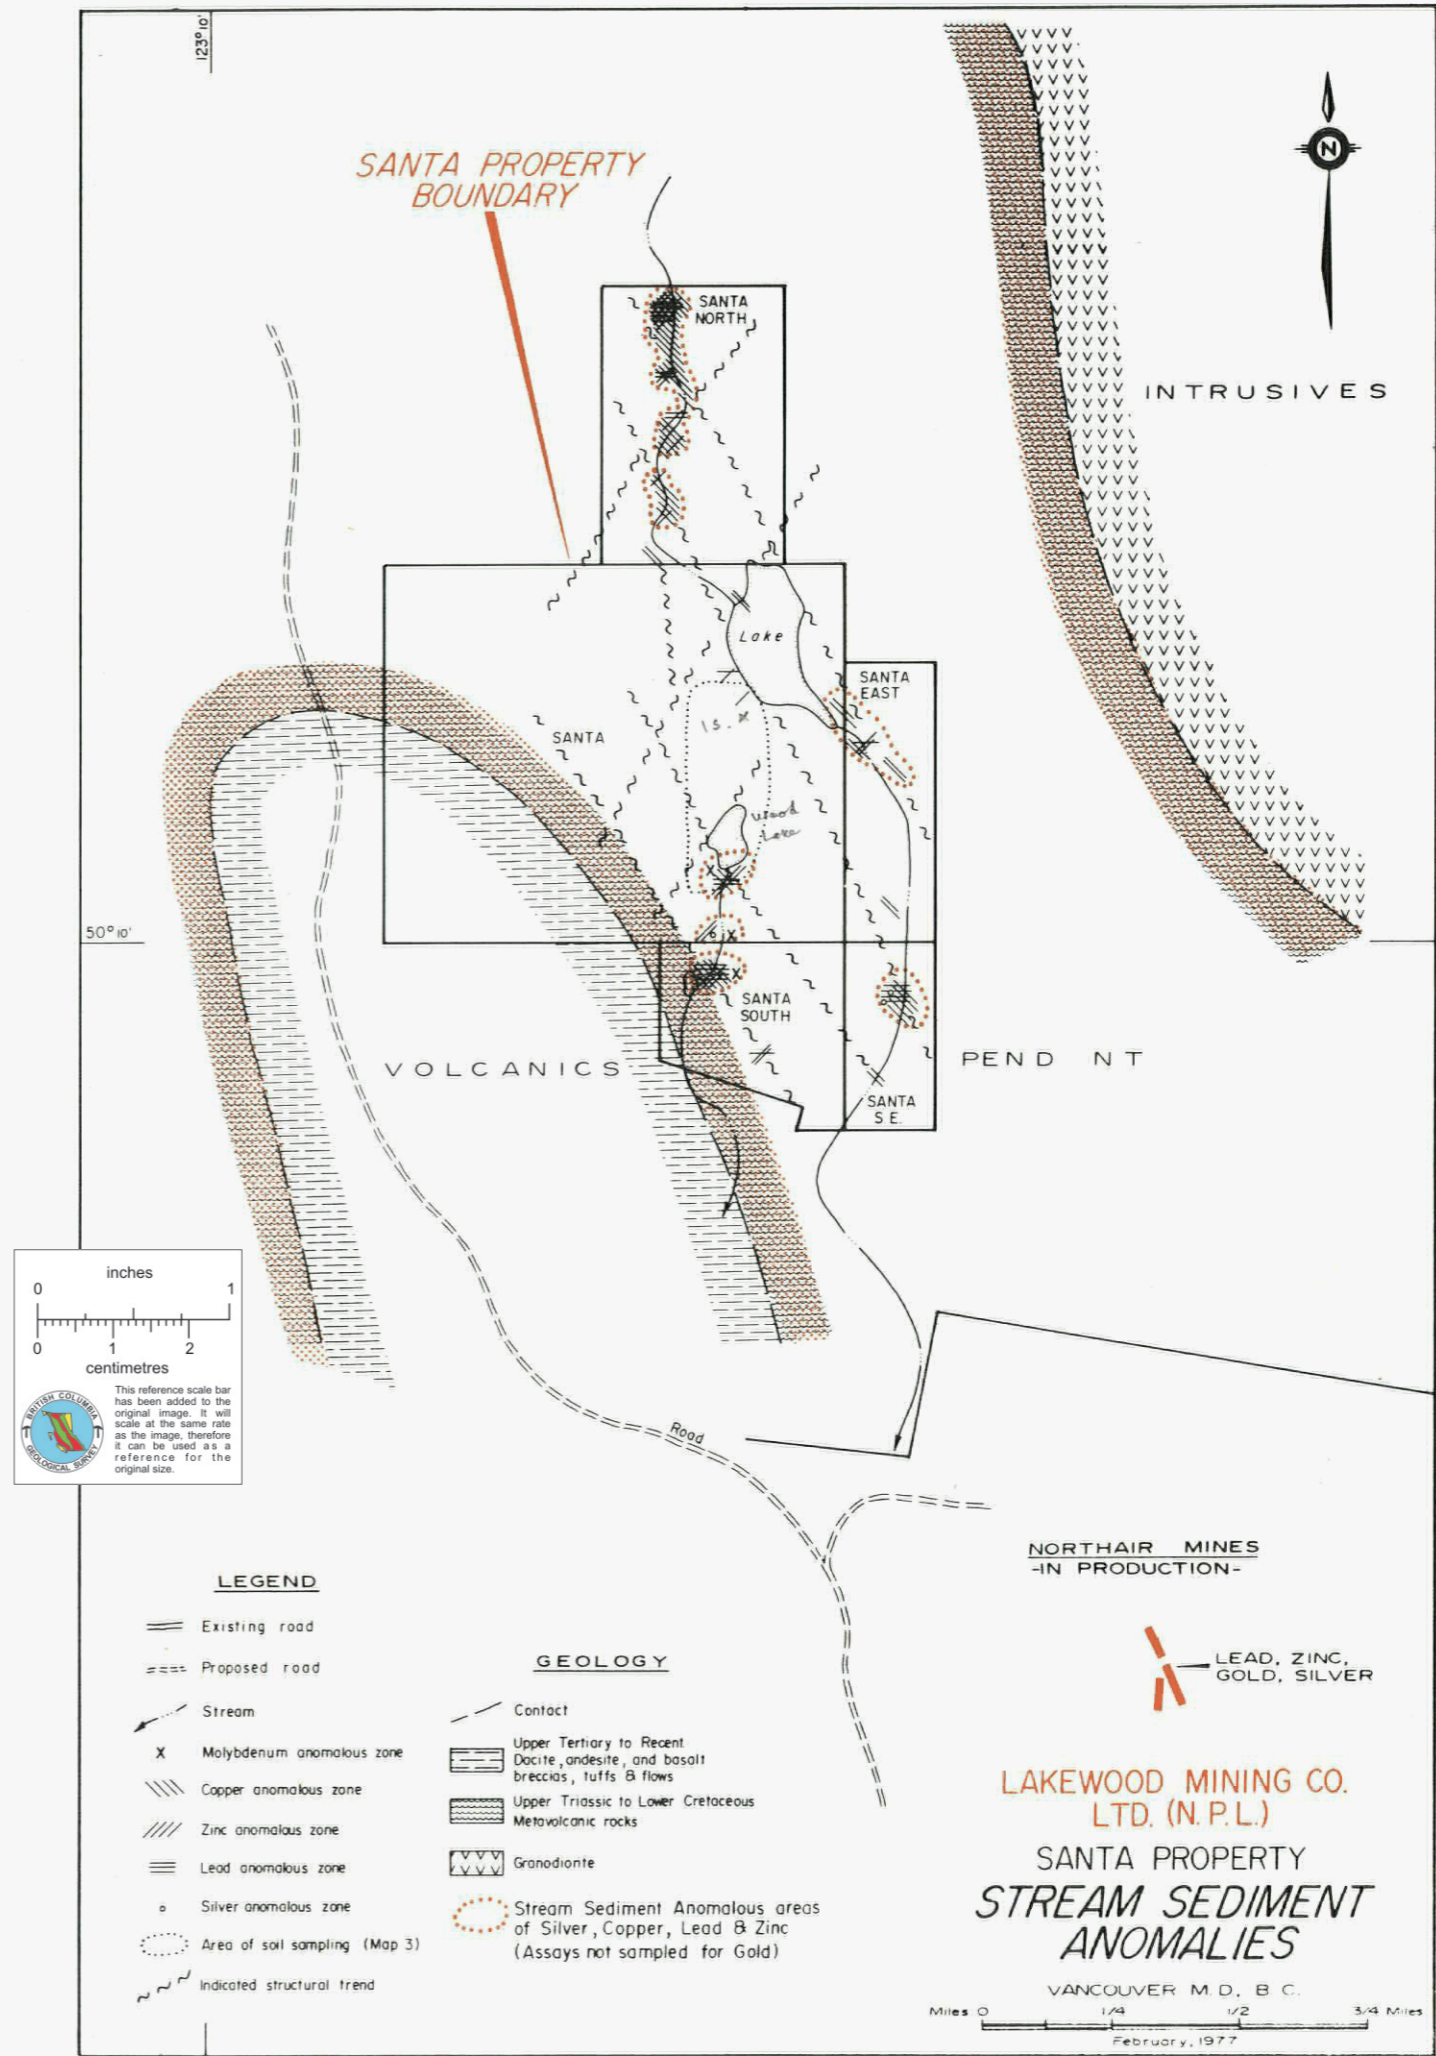 123° 10'
SANTA PROPERTY
BOUNDARY
N
SANTA
NORTH
INTRUSIVES
Lake
SANTA
EAST
SANTA
Wood
Lake
50° 10'
SANTA
SOUTH
VOLCANICS
PEND NT
SANTA
S E.
inches
0 1
0 1 2
centimetres
BRITISH COLUMBIA
GEOLOGICAL SURVEY
This reference scale bar
has been added to the
original image. It will
scale at the same rate
as the image, therefore
it can be used as a
reference for the
original size.
Road
NORTHAIR MINES
-IN PRODUCTION-
LEAD, ZINC,
GOLD, SILVER
LEGEND
Existing road
Proposed road
Stream
x Molybdenum anomalous zone
Copper anomalous zone
Zinc anomalous zone
Lead anomalous zone
Silver anomalous zone
Area of soil sampling (Map 3)
Indicated structural trend
GEOLOGY
Contact
Upper Tertiary to Recent
Dacite, andesite, and basalt
breccias, tuffs & flows
Upper Triassic to Lower Cretaceous
Metavolcanic rocks
Granodionte
Stream Sediment Anomalous areas
of Silver, Copper, Lead & Zinc
(Assays not sampled for Gold)
LAKEWOOD MINING CO.
LTD. (N.P.L.)
SANTA PROPERTY
STREAM SEDIMENT
ANOMALIES
VANCOUVER M.D, B.C.
Miles 0 1/4 1/2 3/4 Miles
February, 1977